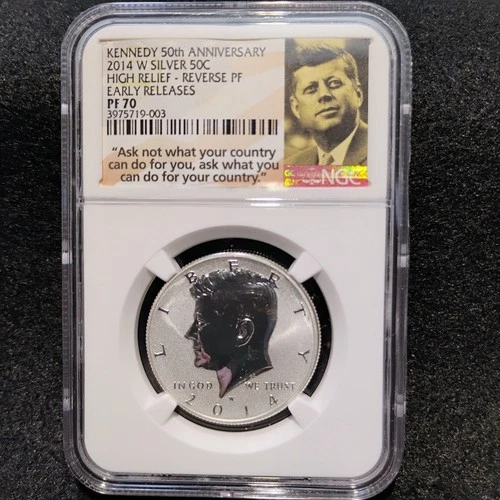 KENNEDY 50th ANNIVERSARY
2014 W SILVER 50C
HIGH RELIEF - REVERSE PF
EARLY RELEASES
PF 70
3975719-003
"Ask not what your country
can do for you, ask what you
can do for your country."
NGC
LIBERTY
IN GOD WE TRUST
W
2014